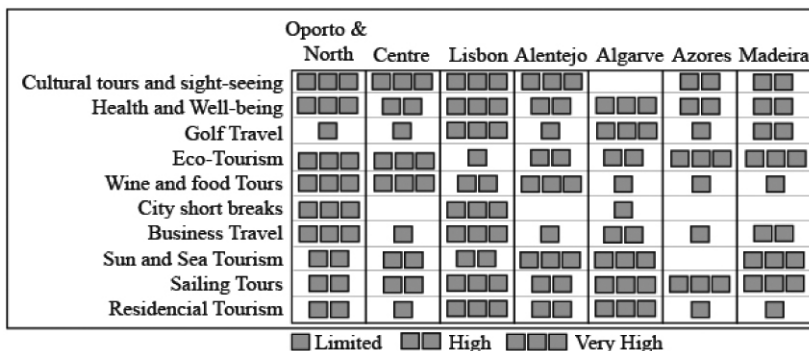 Oporto &
North Centre Lisbon Alentejo Algarve Azores Madeira
Cultural tours and sight-seeing
Health and Well-being
Golf Travel
Eco-Tourism
Wine and food Tours
City short breaks
Business Travel
Sun and Sea Tourism
Sailing Tours
Residencial Tourism
Limited High Very High